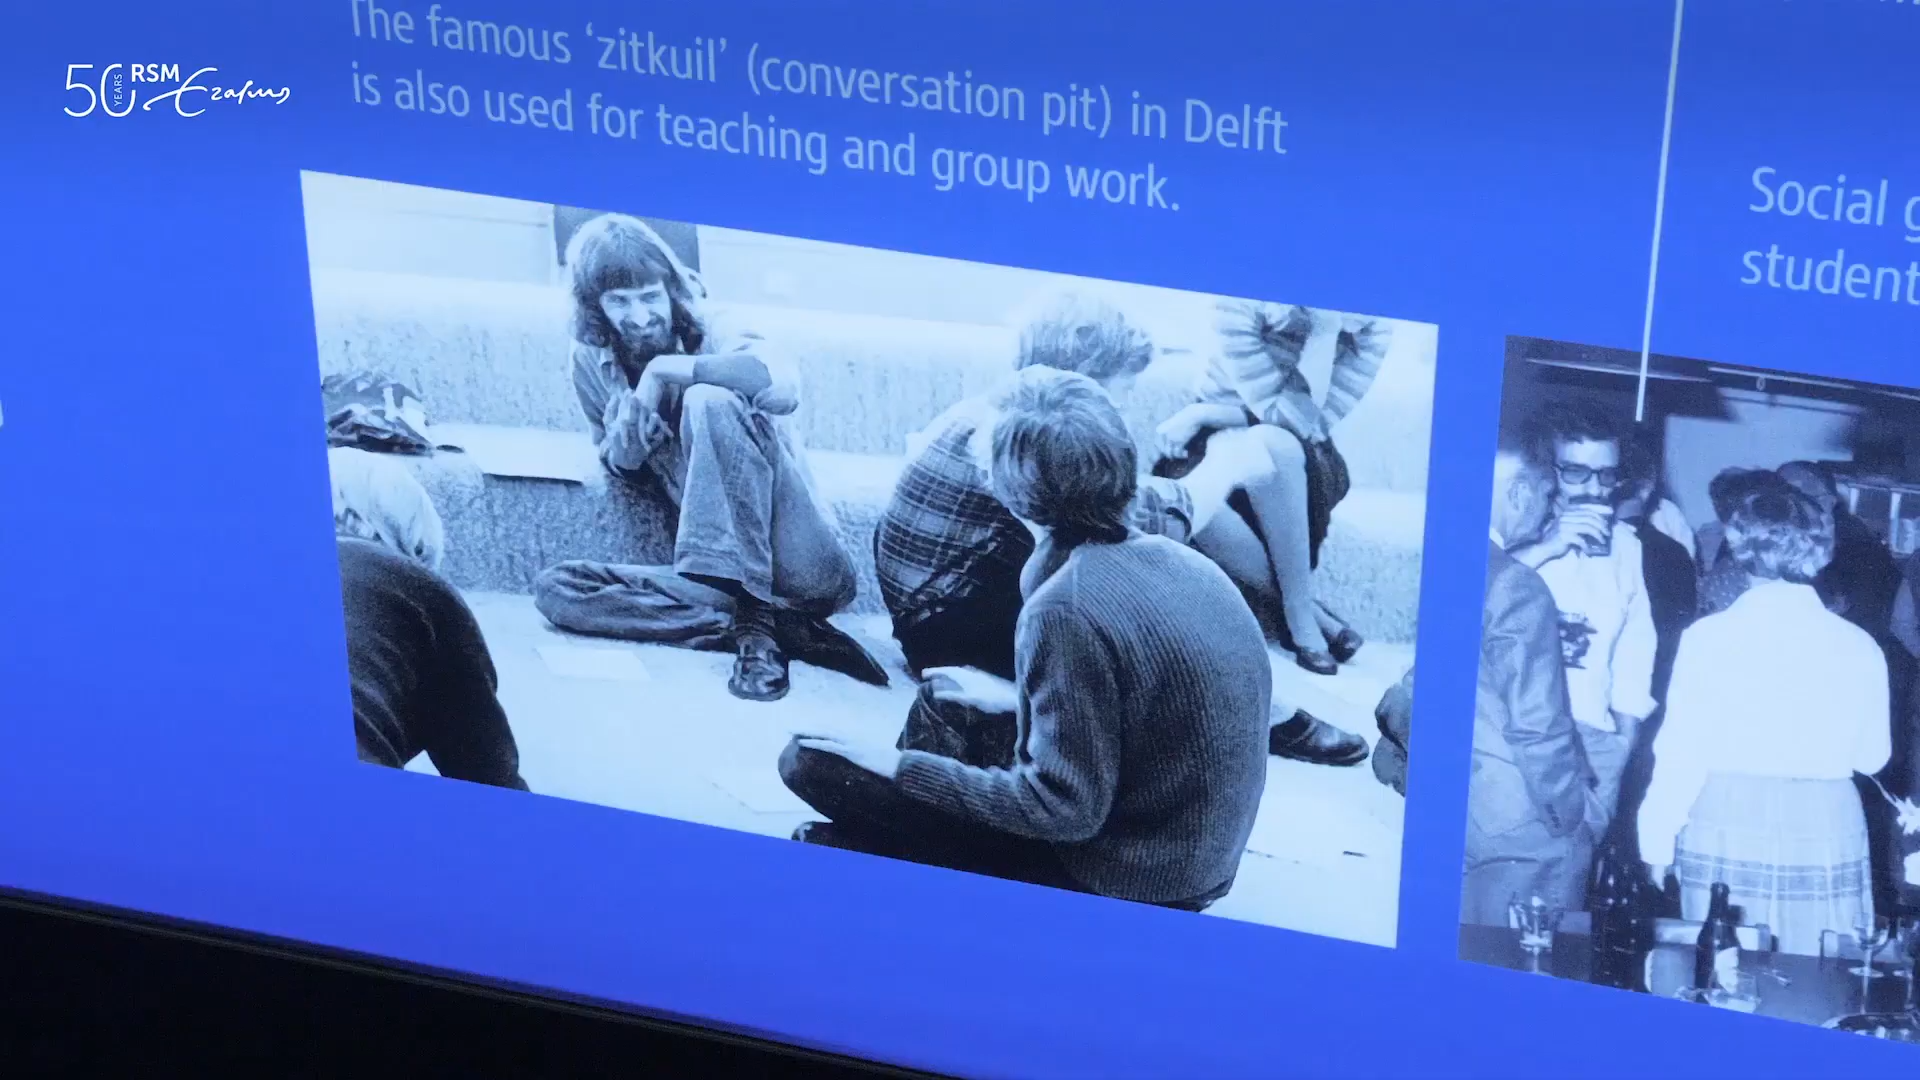 50 YEARS RSM Erasmus
The famous ‘zitkuil’ (conversation pit) in Delft
is also used for teaching and group work.
Social
student